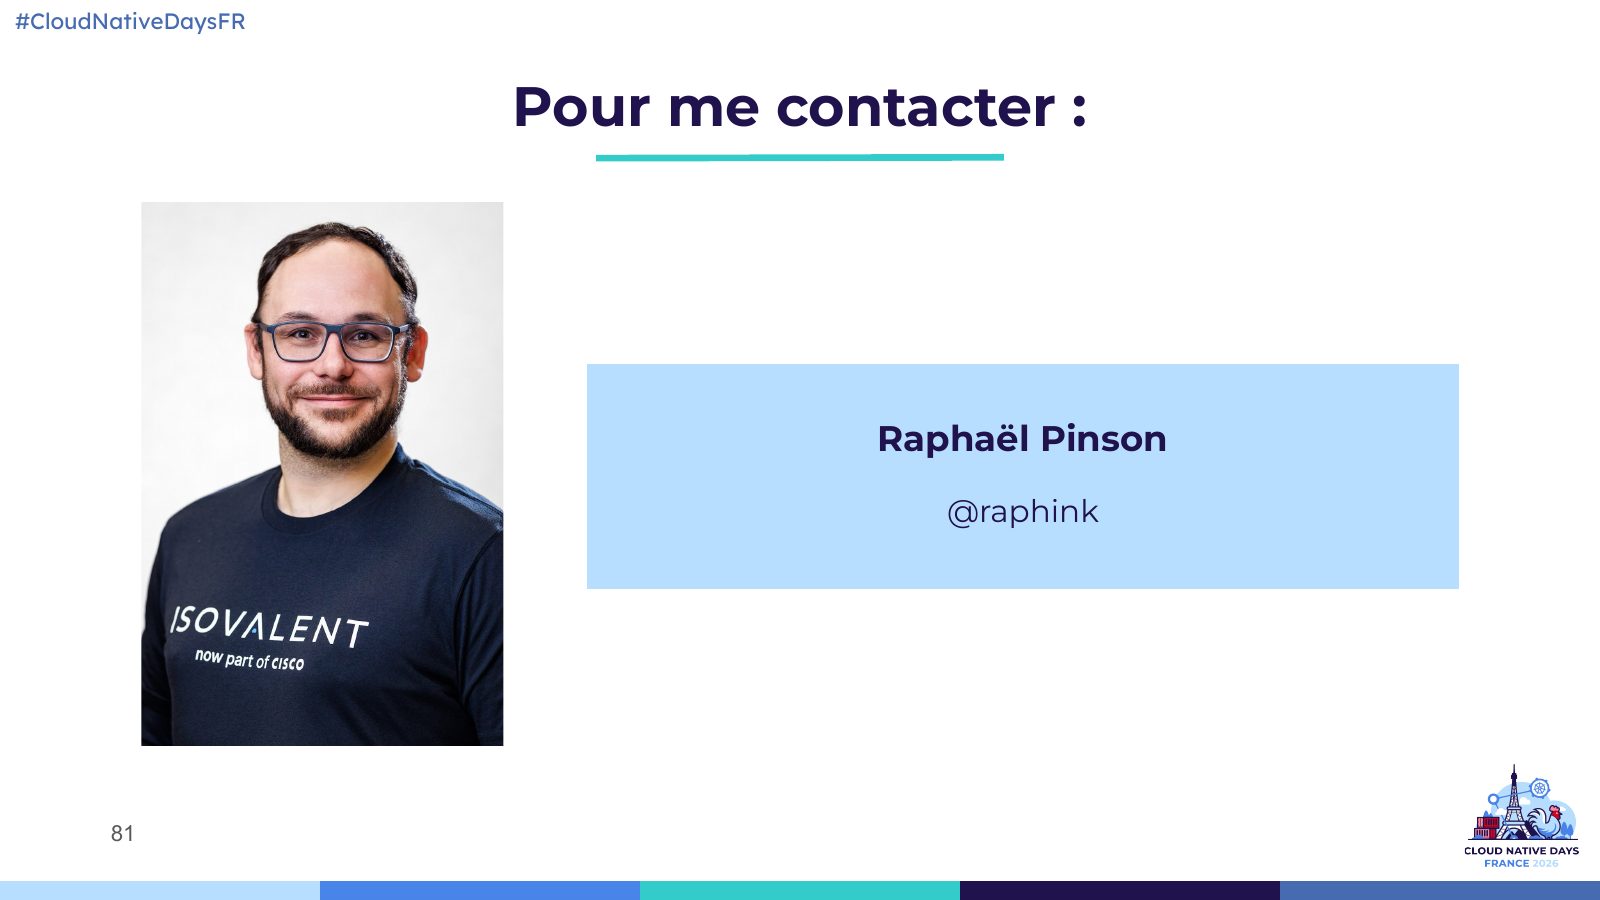 #CloudNativeDaysFR
Pour me contacter :
Raphaël Pinson
@raphink
ISOVALENT
now part of CISCO
81
CLOUD NATIVE DAYS
FRANCE 2026